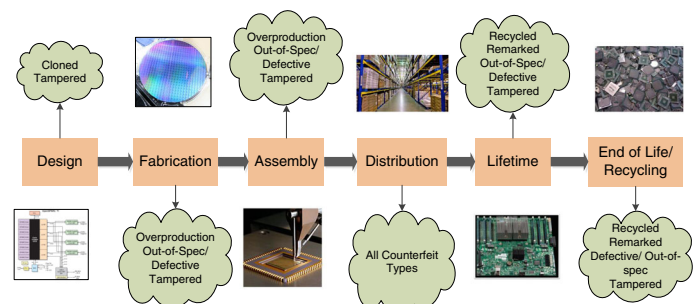 Cloned
Tampered
Overproduction
Out-of-Spec/
Defective
Tampered
Recycled
Remarked
Out-of-Spec/
Defective
Tampered
Design
Fabrication
Assembly
Distribution
Lifetime
End of Life/
Recycling
Overproduction
Out-of-Spec/
Defective
Tampered
All Counterfeit
Types
Recycled
Remarked
Defective/ Out-of-
spec
Tampered